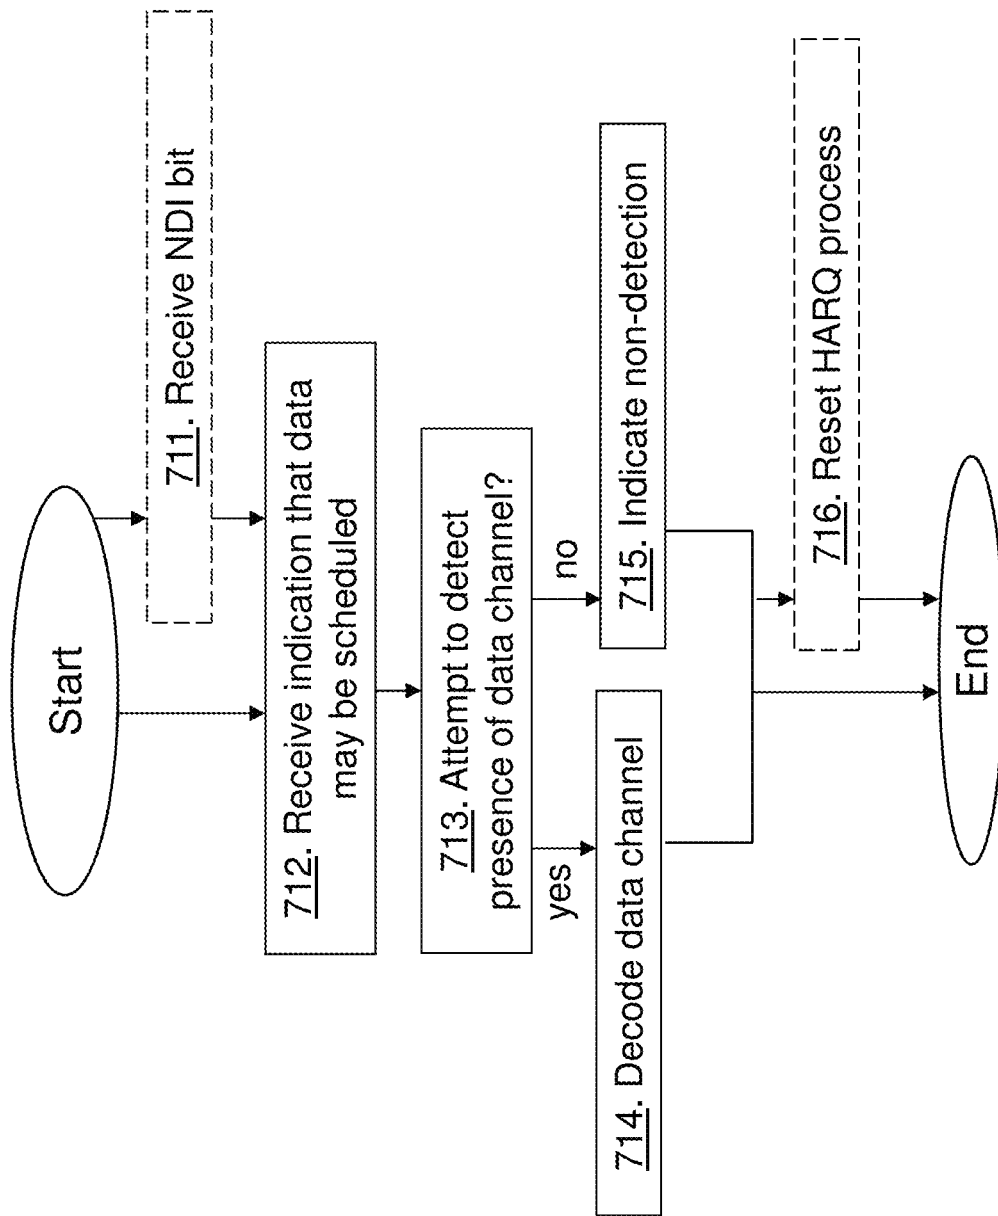 Start
711. Receive NDI bit
712. Receive indication that data
may be scheduled
713. Attempt to detect
presence of data channel?
yes
no
714. Decode data channel
715. Indicate non-detection
716. Reset HARQ process
End